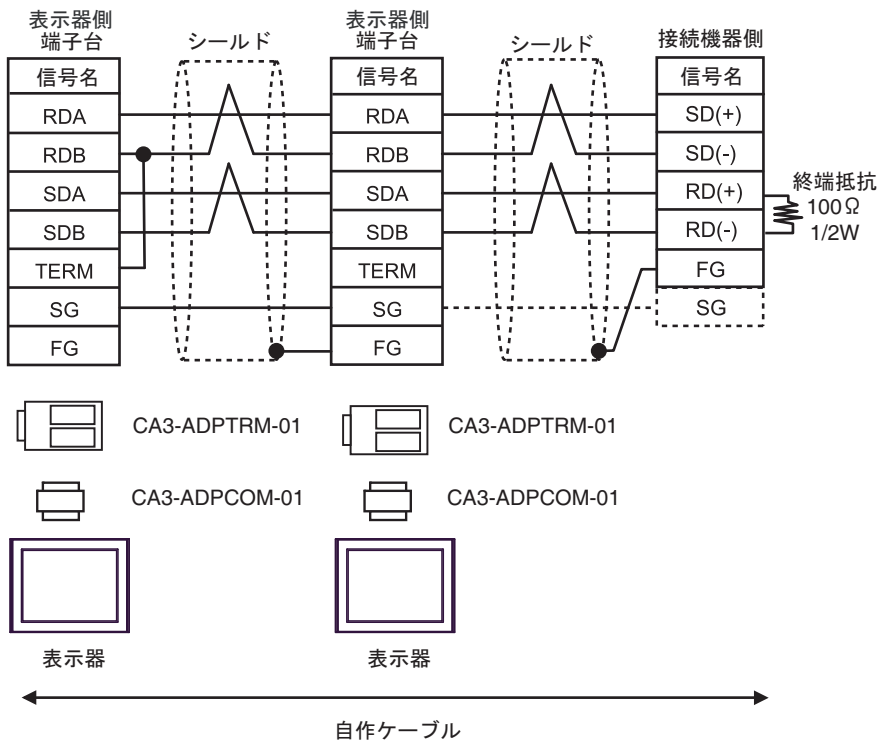 表示器側
端子台
シールド
表示器側
端子台
シールド
接続機器側
信号名
RDA
RDB
SDA
SDB
TERM
SG
FG
信号名
RDA
RDB
SDA
SDB
TERM
SG
FG
信号名
SD(+)
SD(-)
RD(+)
RD(-)
FG
SG
終端抵抗
100Ω
1/2W
CA3-ADPTRM-01
CA3-ADPTRM-01
CA3-ADPCOM-01
CA3-ADPCOM-01
表示器
表示器
自作ケーブル